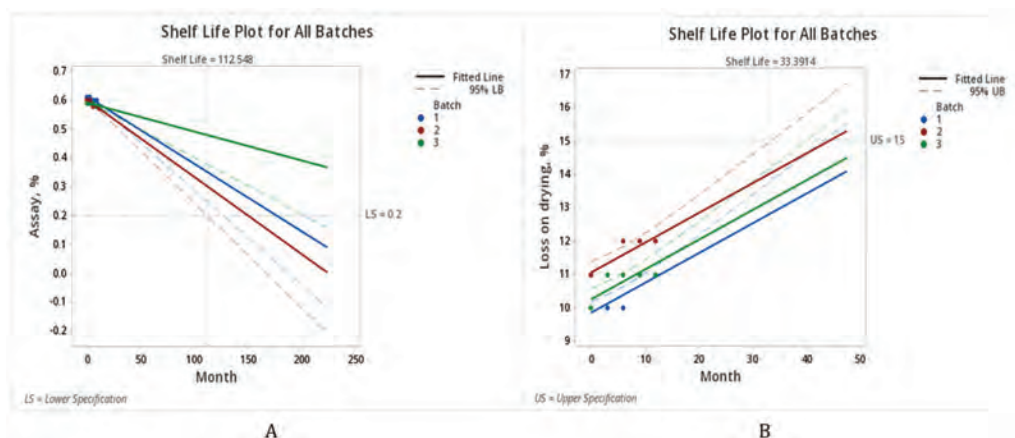 Shelf Life Plot for All Batches
Shelf Life = 112.548
0.7
0.6
0.5
0.4
0.3
0.2
0.1
0.0
-0.1
-0.2
Assay, %
0
50
100
150
200
250
Month
LS = 0.2
Fitted Line
95% LB
Batch
1
2
3
LS = Lower Specification
A
Shelf Life Plot for All Batches
Shelf Life = 33.3914
17
16
15
14
13
12
11
10
9
Loss on drying, %
0
10
20
30
40
50
Month
US = 15
Fitted Line
95% UB
Batch
1
2
3
US = Upper Specification
B